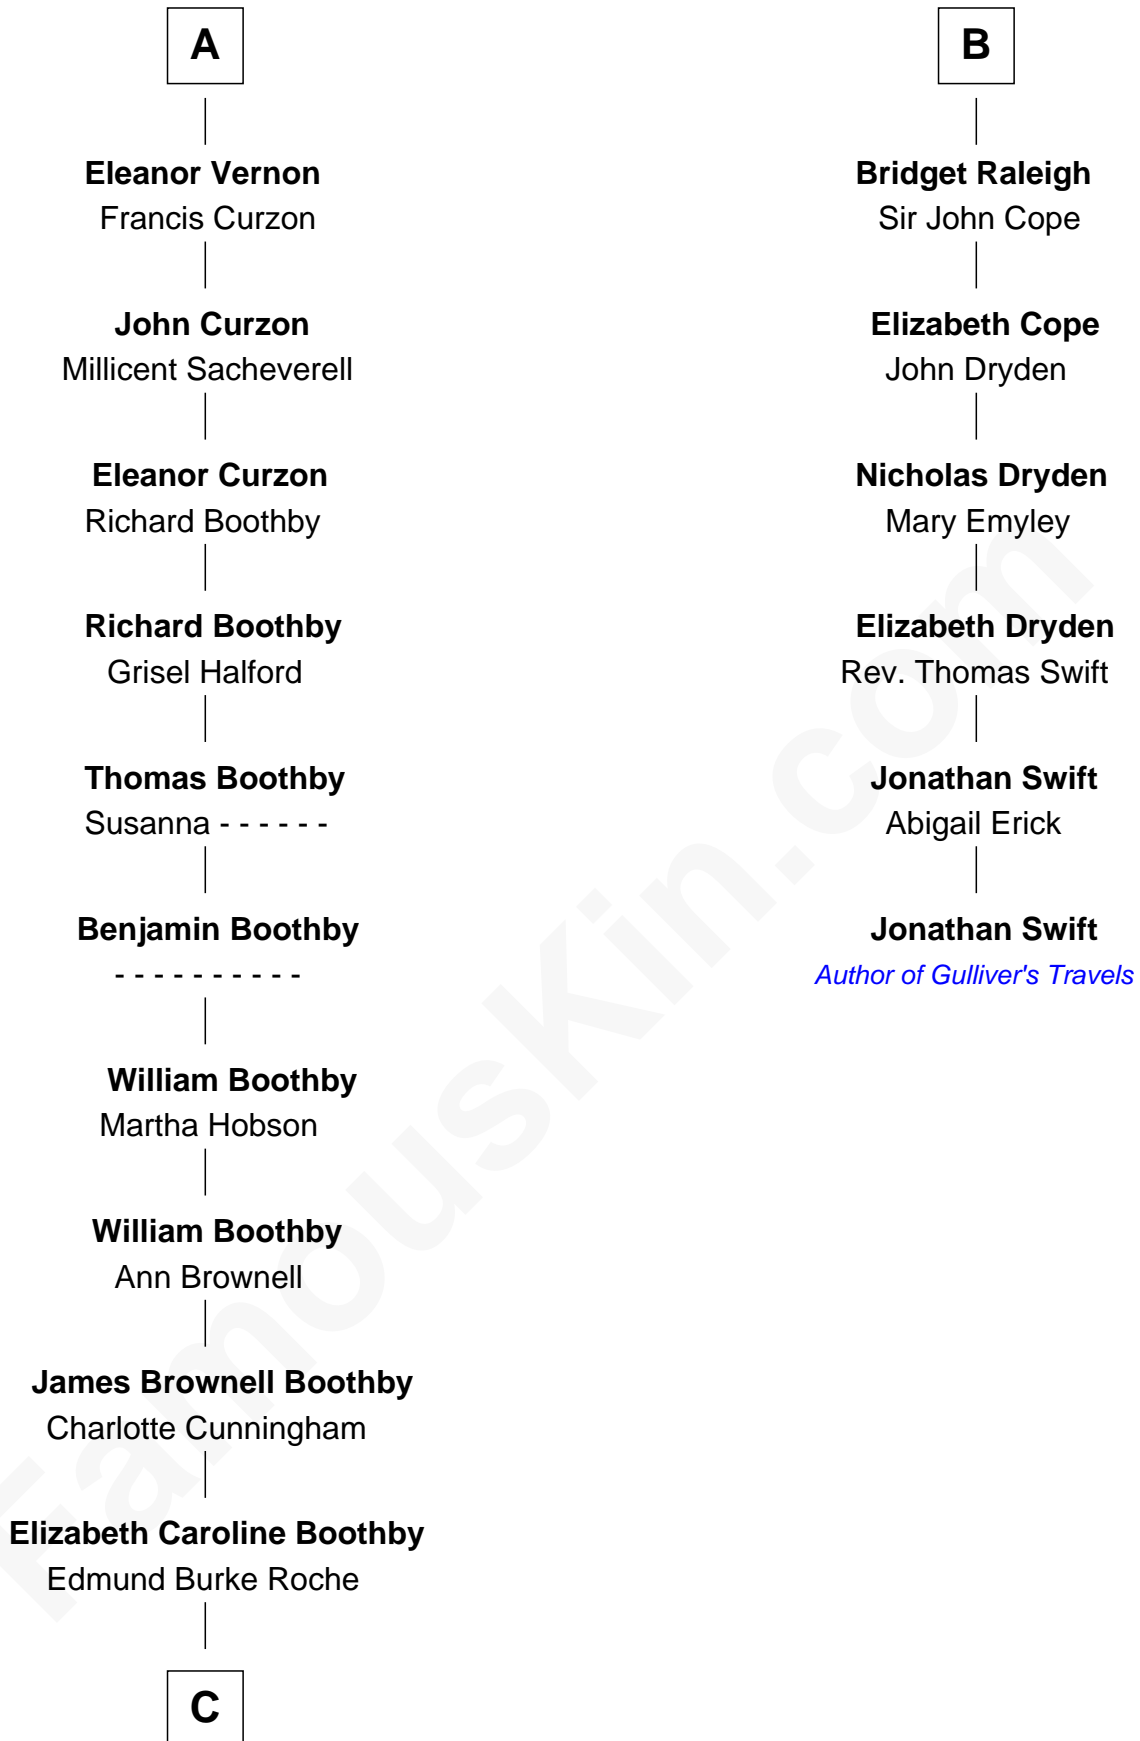 A
Eleanor Vernon
Francis Curzon
John Curzon
Millicent Sacheverell
Eleanor Curzon
Richard Boothby
Richard Boothby
Grisel Halford
Thomas Boothby
Susanna - - - - - -
Benjamin Boothby
- - - - - - - - - -
William Boothby
Martha Hobson
William Boothby
Ann Brownell
James Brownell Boothby
Charlotte Cunningham
Elizabeth Caroline Boothby
Edmund Burke Roche
C
B
Bridget Raleigh
Sir John Cope
Elizabeth Cope
John Dryden
Nicholas Dryden
Mary Emyley
Elizabeth Dryden
Rev. Thomas Swift
Jonathan Swift
Abigail Erick
Jonathan Swift
Author of Gulliver's Travels
FamousKin.com